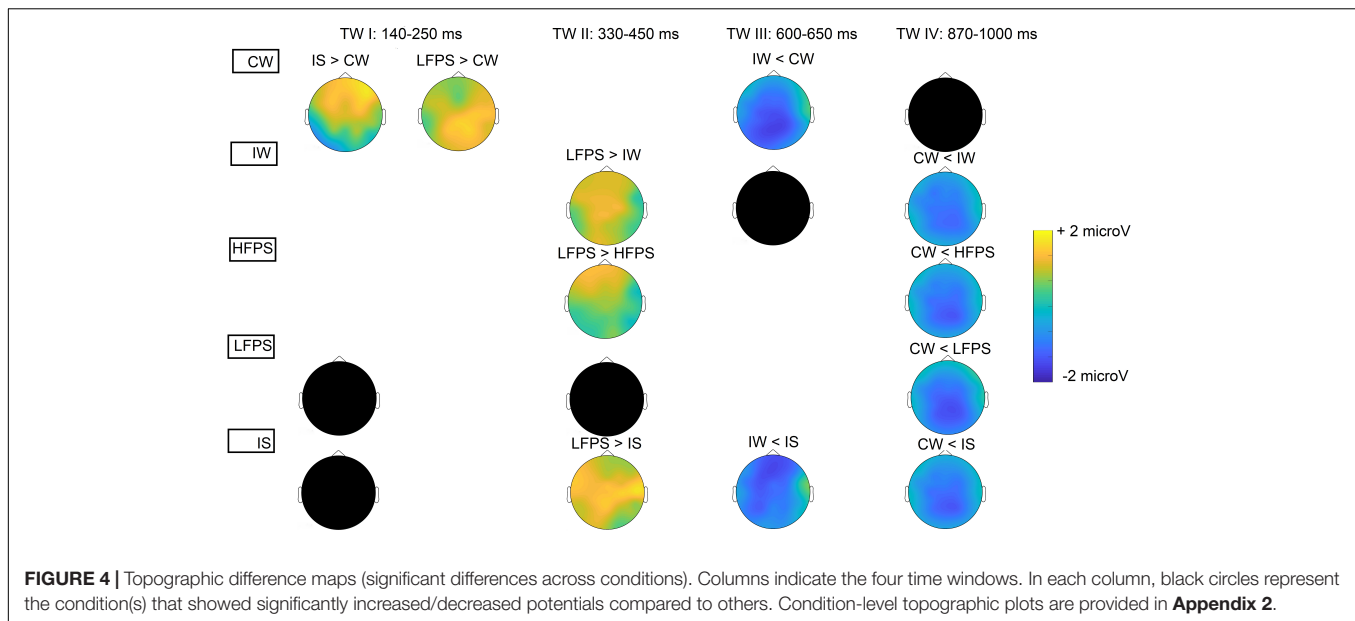 TW I: 140-250 ms TW II: 330-450 ms TW III: 600-650 ms TW IV: 870-1000 ms
CW IS > CW LFPS > CW IW < CW
IW LFPS > IW CW < IW
HFPS LFPS > HFPS CW < HFPS
+ 2 microV
LFPS CW < LFPS
-2 microV
IS LFPS > IS IW < IS CW < IS
FIGURE 4 | Topographic difference maps (significant differences across conditions). Columns indicate the four time windows. In each column, black circles represent
the condition(s) that showed significantly increased/decreased potentials compared to others. Condition-level topographic plots are provided in Appendix 2.